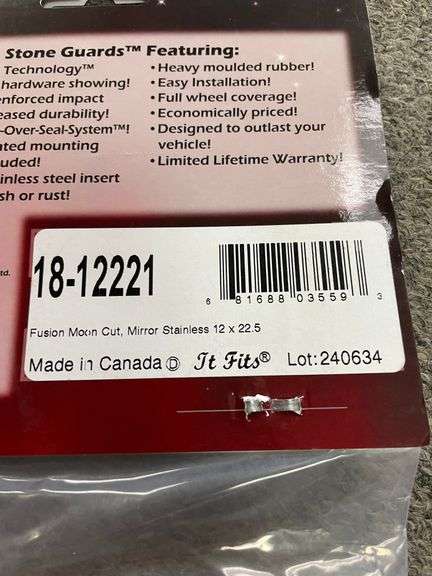 Stone Guards™ Featuring:
Technology™
hardware showing!
nforced impact
eased durability!
-Over-Seal-System™!
ated mounting
uded!
inless steel insert
sh or rust!
• Heavy moulded rubber!
• Easy Installation!
• Full wheel coverage!
• Economically priced!
• Designed to outlast your
vehicle!
• Limited Lifetime Warranty!
td.
18-12221
6 81688 03559 3
Fusion Moon Cut, Mirror Stainless 12 x 22.5
Made in Canada Ⓓ It Fits® Lot:240634